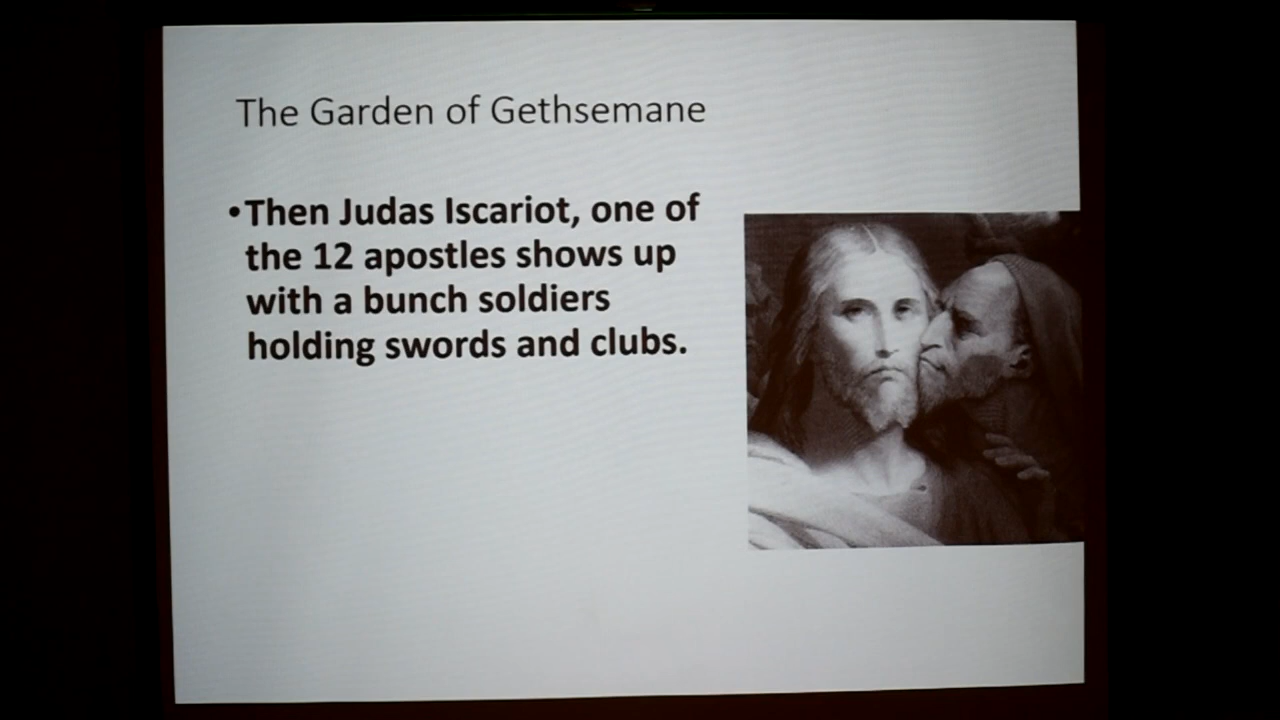 The Garden of Gethsemane
•Then Judas Iscariot, one of
the 12 apostles shows up
with a bunch soldiers
holding swords and clubs.